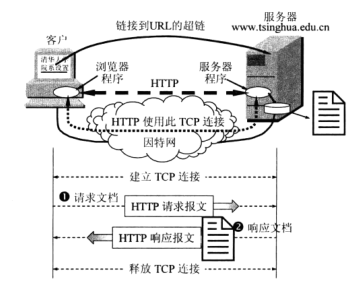 链接到URL的超链
服务器
www.tsinghua.edu.cn
客户
清华大学
院系设置
浏览器
程序
HTTP
服务器
程序
HTTP 使用此 TCP 连接
因特网
建立 TCP 连接
❶ 请求文档
HTTP 请求报文
❷ 响应文档
HTTP 响应报文
释放 TCP 连接